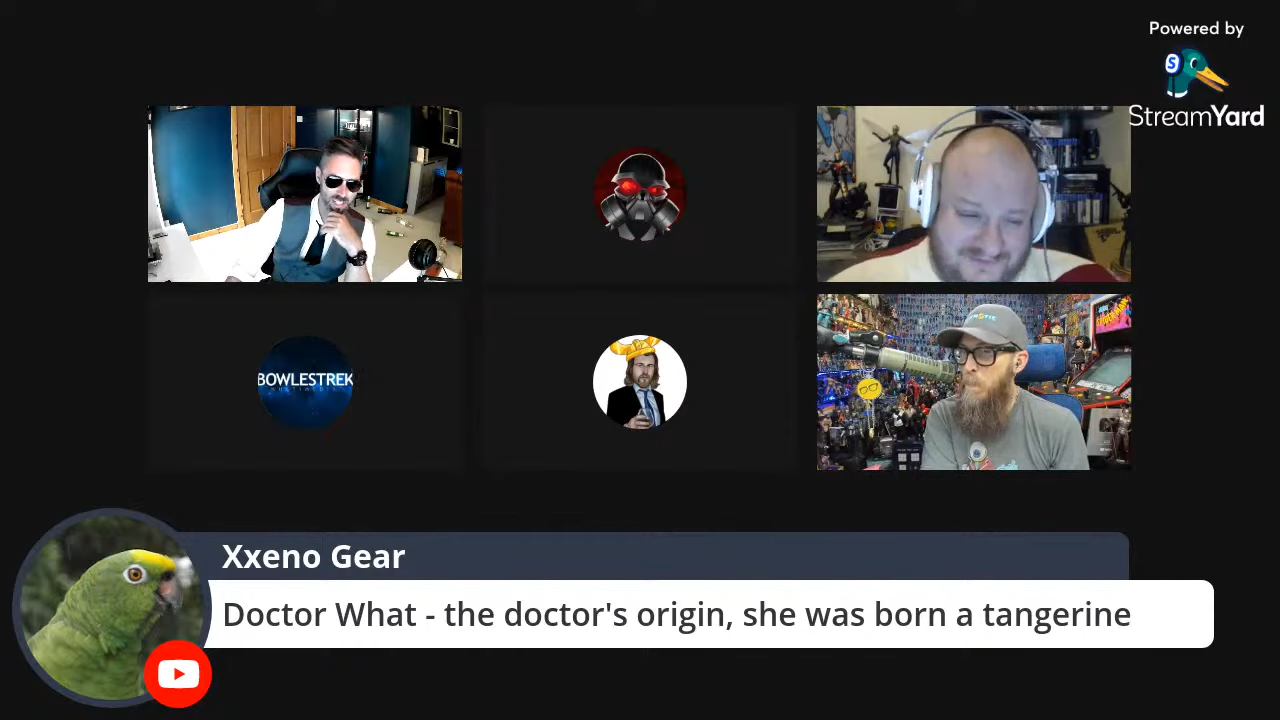 Powered by
StreamYard
BOWLESTREK
Xxeno Gear
Doctor What - the doctor's origin, she was born a tangerine